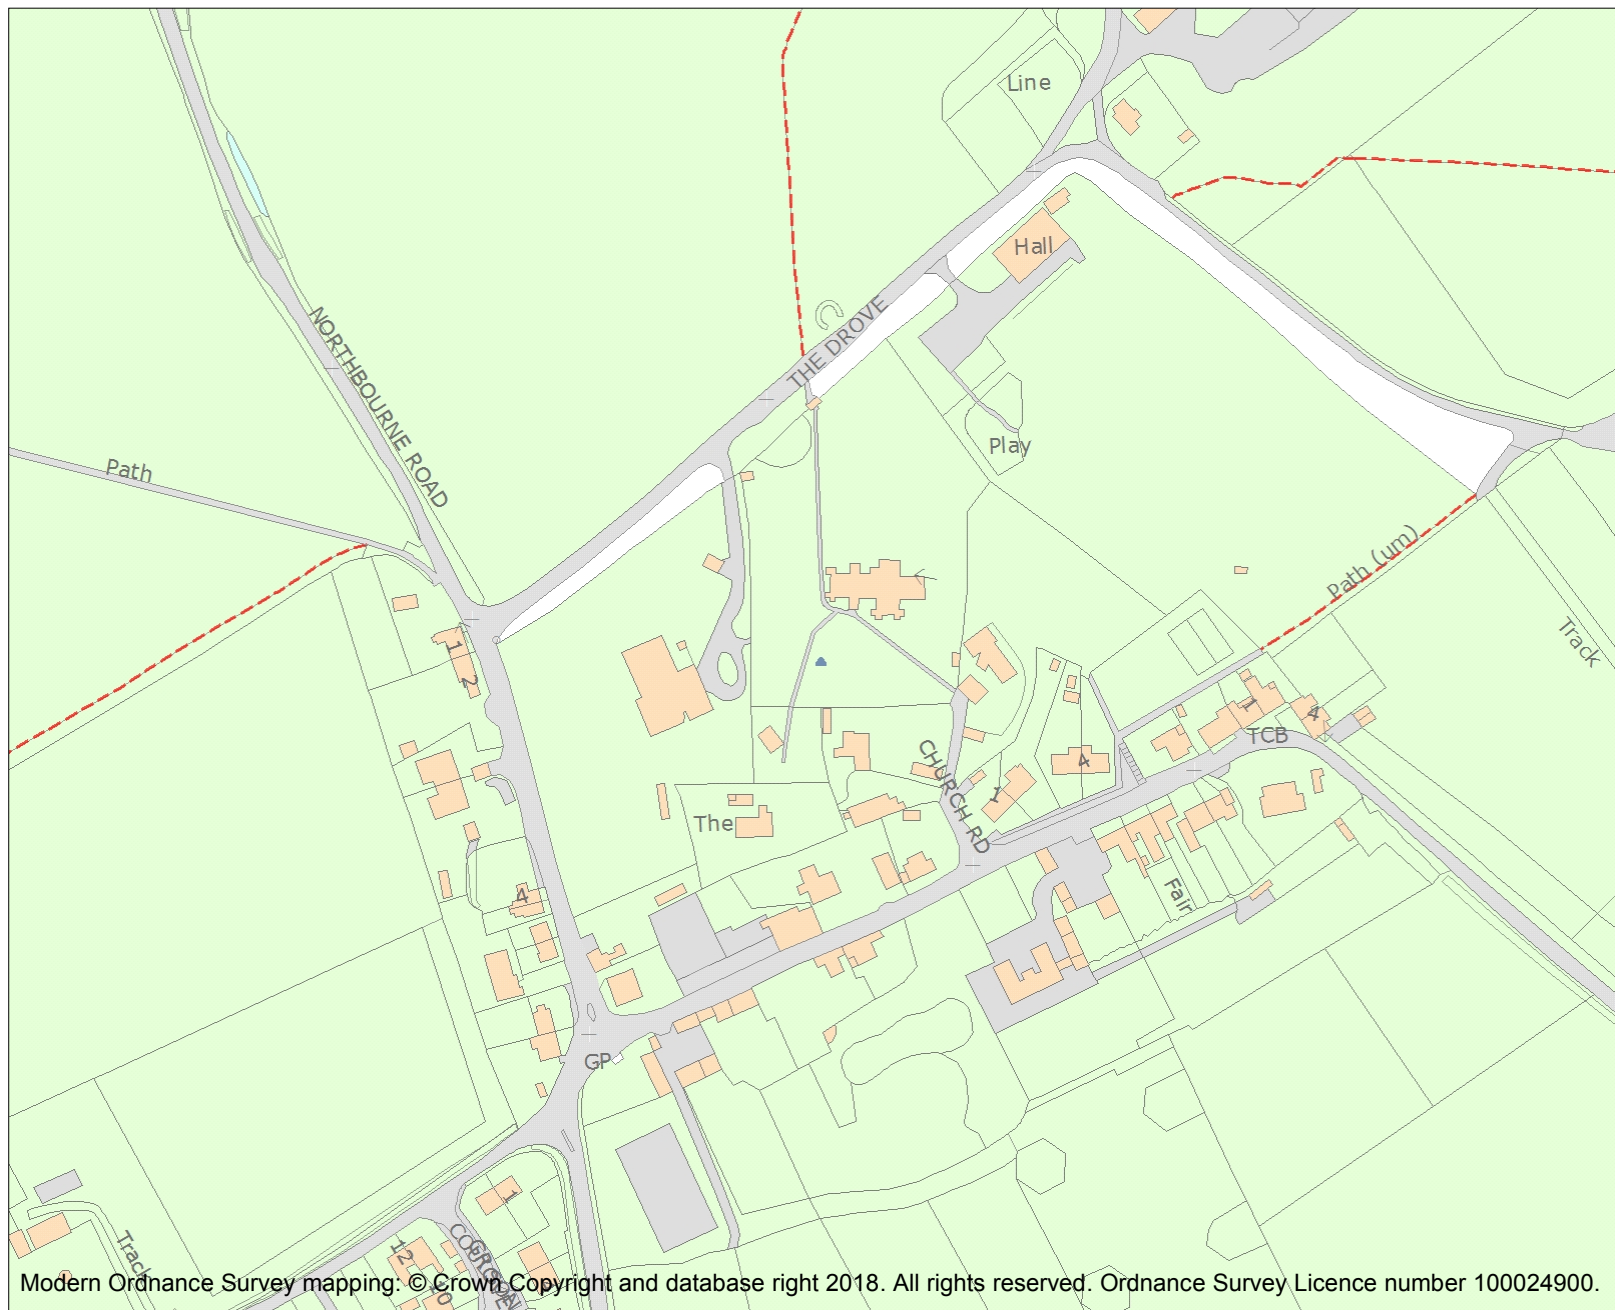 Line
Hall
THE DROVE
NORTHBOURNE ROAD
Path
Play
Path (um)
Track
1
2
CHURCH RD
4
1
1
4
TCB
The
4
Fair
GP
1
12
10
Track
Modern Ordnance Survey mapping: © Crown Copyright and database right 2018. All rights reserved. Ordnance Survey Licence number 100024900.